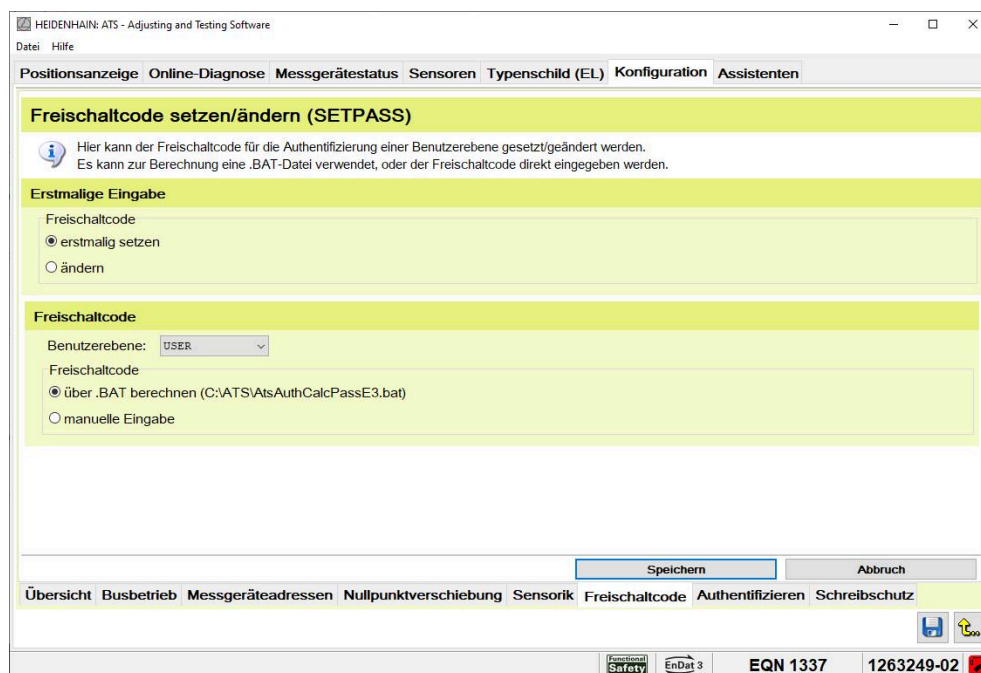 HEIDENHAIN: ATS - Adjusting and Testing Software
Datei Hilfe
Positionsanzeige Online-Diagnose Messgerätestatus Sensoren Typenschild (EL) Konfiguration Assistenten
Freischaltcode setzen/ändern (SETPASS)
Hier kann der Freischaltcode für die Authentifizierung einer Benutzerebene gesetzt/geändert werden.
Es kann zur Berechnung eine .BAT-Datei verwendet, oder der Freischaltcode direkt eingegeben werden.
Erstmalige Eingabe
Freischaltcode
erstmalig setzen
ändern
Freischaltcode
Benutzerebene: USER
Freischaltcode
über .BAT berechnen (C:\ATS\AtsAuthCalcPassE3.bat)
manuelle Eingabe
Speichern Abbruch
Übersicht Busbetrieb Messgeräteadressen Nullpunktverschiebung Sensorik Freischaltcode Authentifizieren Schreibschutz
Functional Safety EnDat 3 EQN 1337 1263249-02